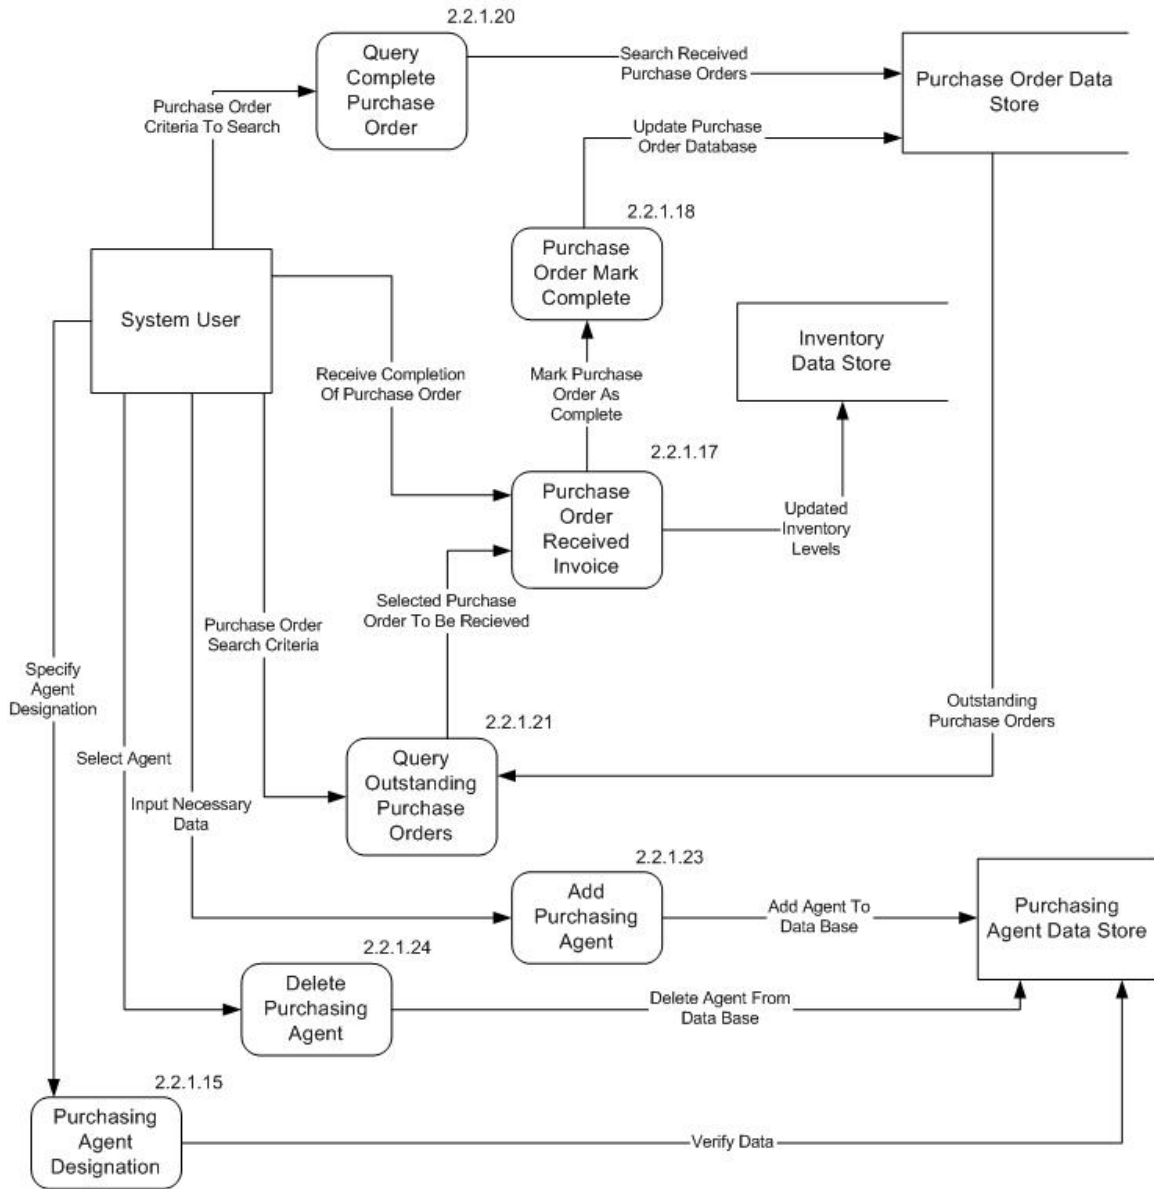 2.2.1.20
Query
Complete
Purchase
Order
Search Received
Purchase Orders
Purchase Order Data
Store
Purchase Order
Criteria To Search
Update Purchase
Order Database
2.2.1.18
Purchase
Order Mark
Complete
System User
Inventory
Data Store
Receive Completion
Of Purchase Order
Mark Purchase
Order As
Complete
2.2.1.17
Purchase
Order
Received
Invoice
Updated
Inventory
Levels
Selected Purchase
Order To Be Recieved
Purchase Order
Search Criteria
Specify
Agent
Designation
Outstanding
Purchase Orders
2.2.1.21
Query
Outstanding
Purchase
Orders
Select Agent
Input Necessary
Data
2.2.1.23
Add
Purchasing
Agent
Add Agent To
Data Base
Purchasing
Agent Data Store
2.2.1.24
Delete
Purchasing
Agent
Delete Agent From
Data Base
2.2.1.15
Purchasing
Agent
Designation
Verify Data